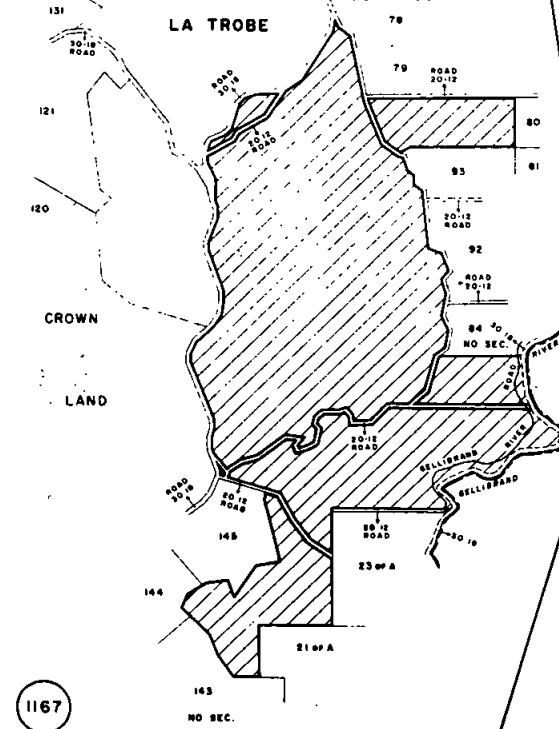 131
LA TROBE
78
30·18
ROAD
79
ROAD
20·12
ROAD
30·18
121
20·12
ROAD
80
93
81
120
20·12
ROAD
92
ROAD
20·12
CROWN
84
NO SEC.
30·18
ROAD
RIVER
LAND
20·12
ROAD
RIVER
GELLIBRAND
GELLIBRAND
ROAD
30·18
20·12
ROAD
145
ROAD
30·18
23 OF A
144
21 OF A
143
NO SEC.
1167